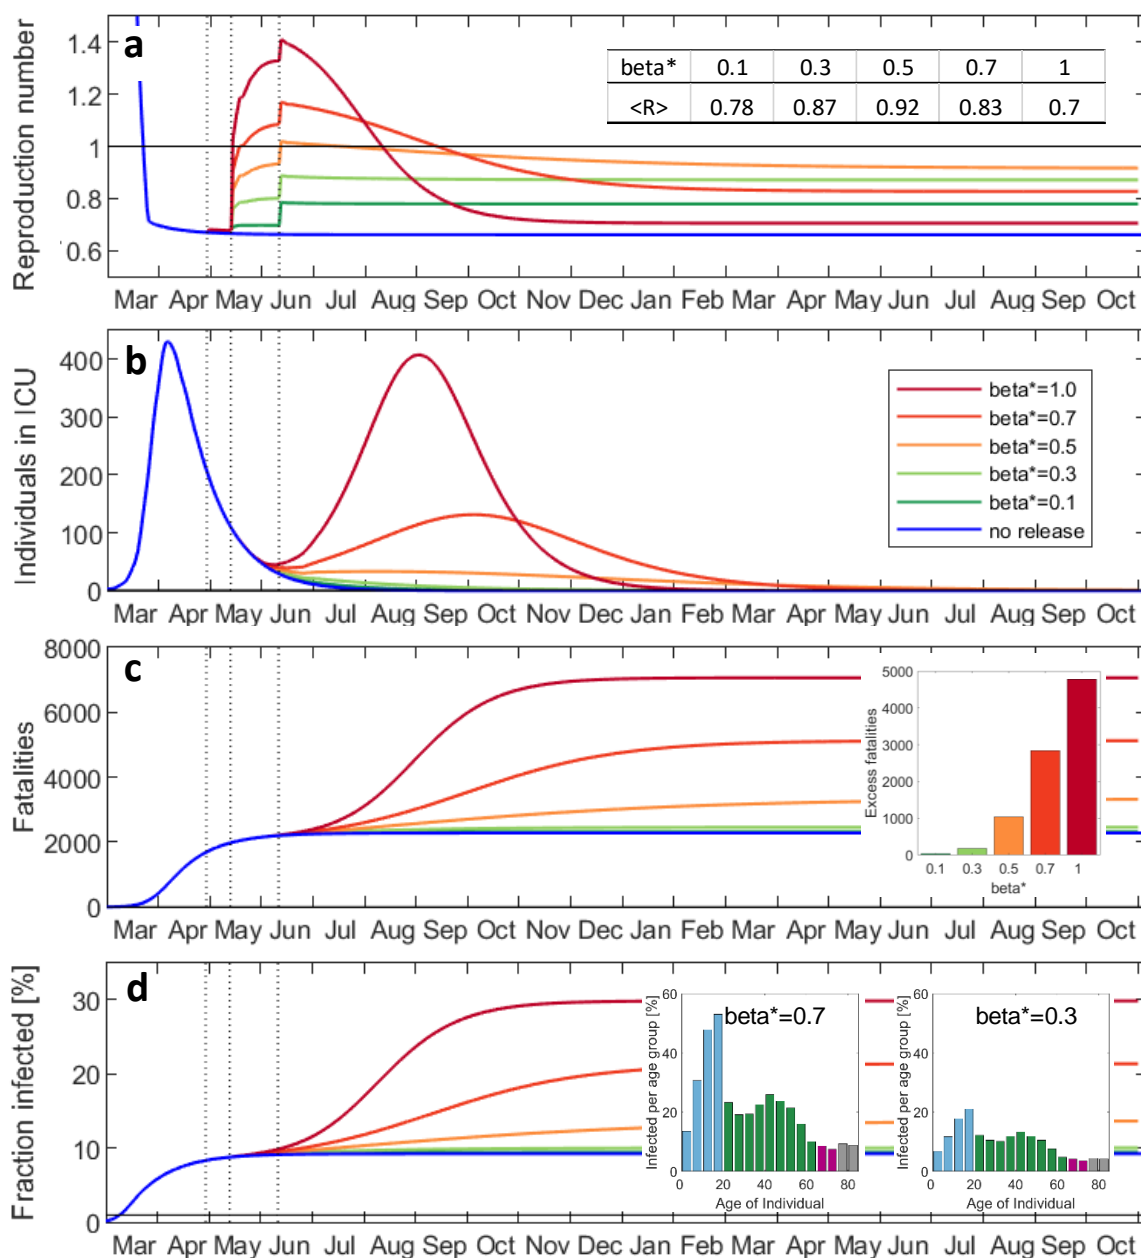 a
Reproduction number
1.4
1.2
1
0.8
0.6
beta* 0.1 0.3 0.5 0.7 1
<R> 0.78 0.87 0.92 0.83 0.7
Mar Apr May Jun Jul Aug Sep Oct Nov Dec Jan Feb Mar Apr May Jun Jul Aug Sep Oct
b
Individuals in ICU
400
300
200
100
0
beta*=1.0
beta*=0.7
beta*=0.5
beta*=0.3
beta*=0.1
no release
Mar Apr May Jun Jul Aug Sep Oct Nov Dec Jan Feb Mar Apr May Jun Jul Aug Sep Oct
c
Fatalities
8000
6000
4000
2000
0
Excess fatalities
5000
4000
3000
2000
1000
0
0.1 0.3 0.5 0.7 1
beta*
Mar Apr May Jun Jul Aug Sep Oct Nov Dec Jan Feb Mar Apr May Jun Jul Aug Sep Oct
d
Fraction infected [%]
30
20
10
0
Infected per age group [%]
60
40
20
0
beta*=0.7
0 20 40 60 80
Age of Individual
Infected per age group [%]
60
40
20
0
beta*=0.3
0 20 40 60 80
Age of Individual
Mar Apr May Jun Jul Aug Sep Oct Nov Dec Jan Feb Mar Apr May Jun Jul Aug Sep Oct